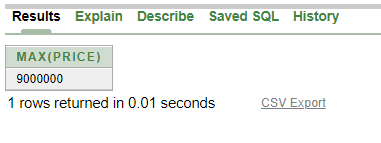 Results Explain Describe Saved SQL History
MAX(PRICE)
9000000
1 rows returned in 0.01 seconds CSV Export